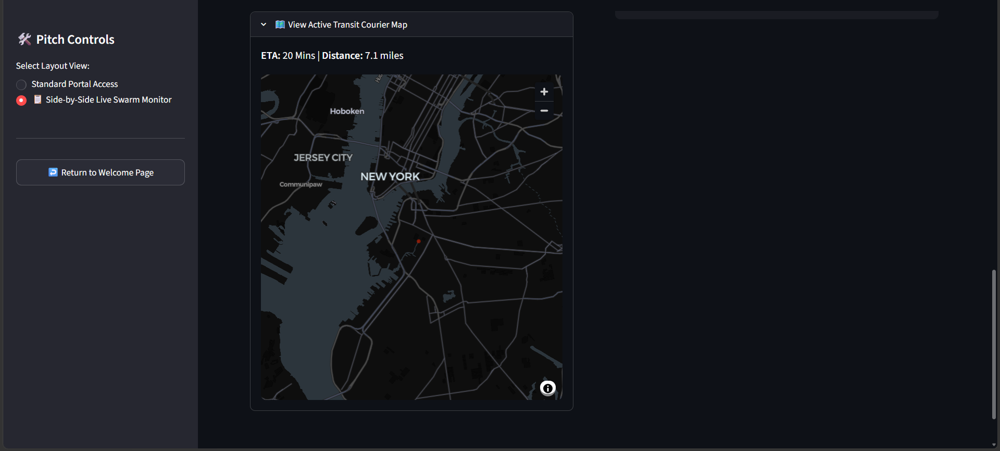 Pitch Controls
Select Layout View:
Standard Portal Access
Side-by-Side Live Swarm Monitor
Return to Welcome Page
View Active Transit Courier Map
ETA: 20 Mins | Distance: 7.1 miles
Hoboken
JERSEY CITY
NEW YORK
Communipaw